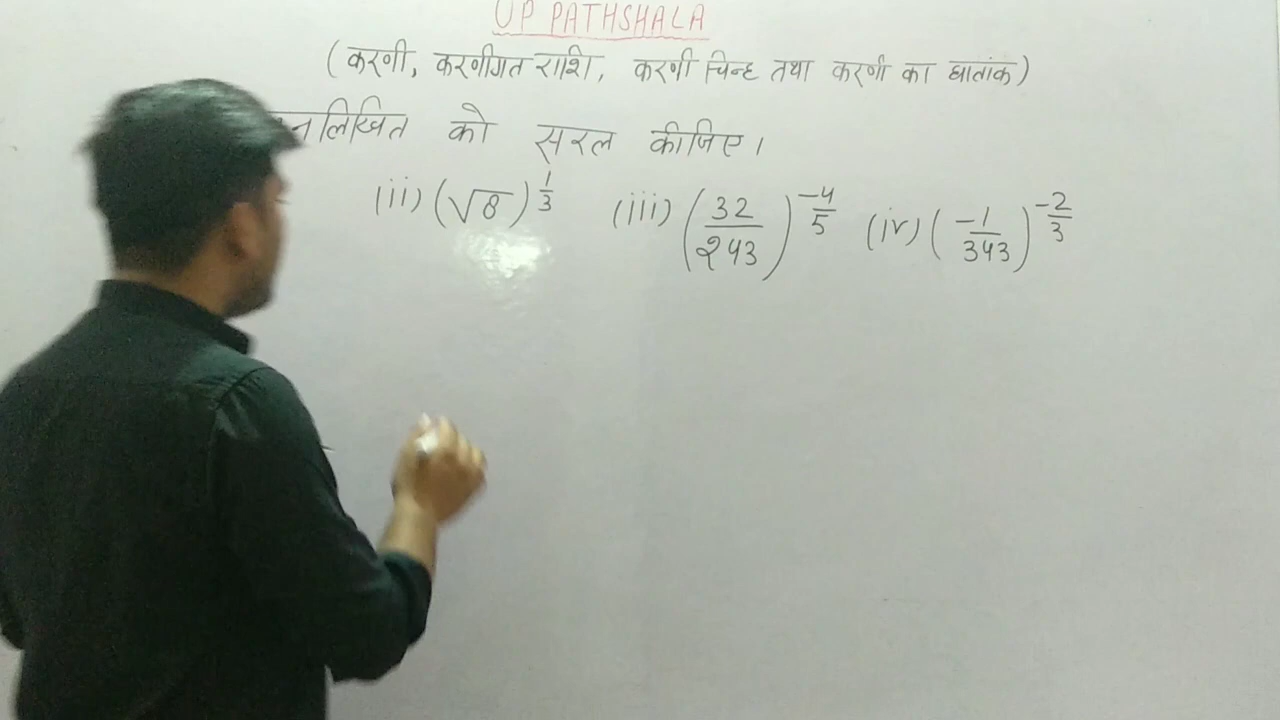 UP PATHSHALA
(करणी, करणीगत राशि, करणी चिन्ह तथा करणी का घातांक)
को सरल कीजिए।
(ii) (√8)^{1/3} (iii) (32/243)^{-4/5} (iv) (-1/343)^{-2/3}